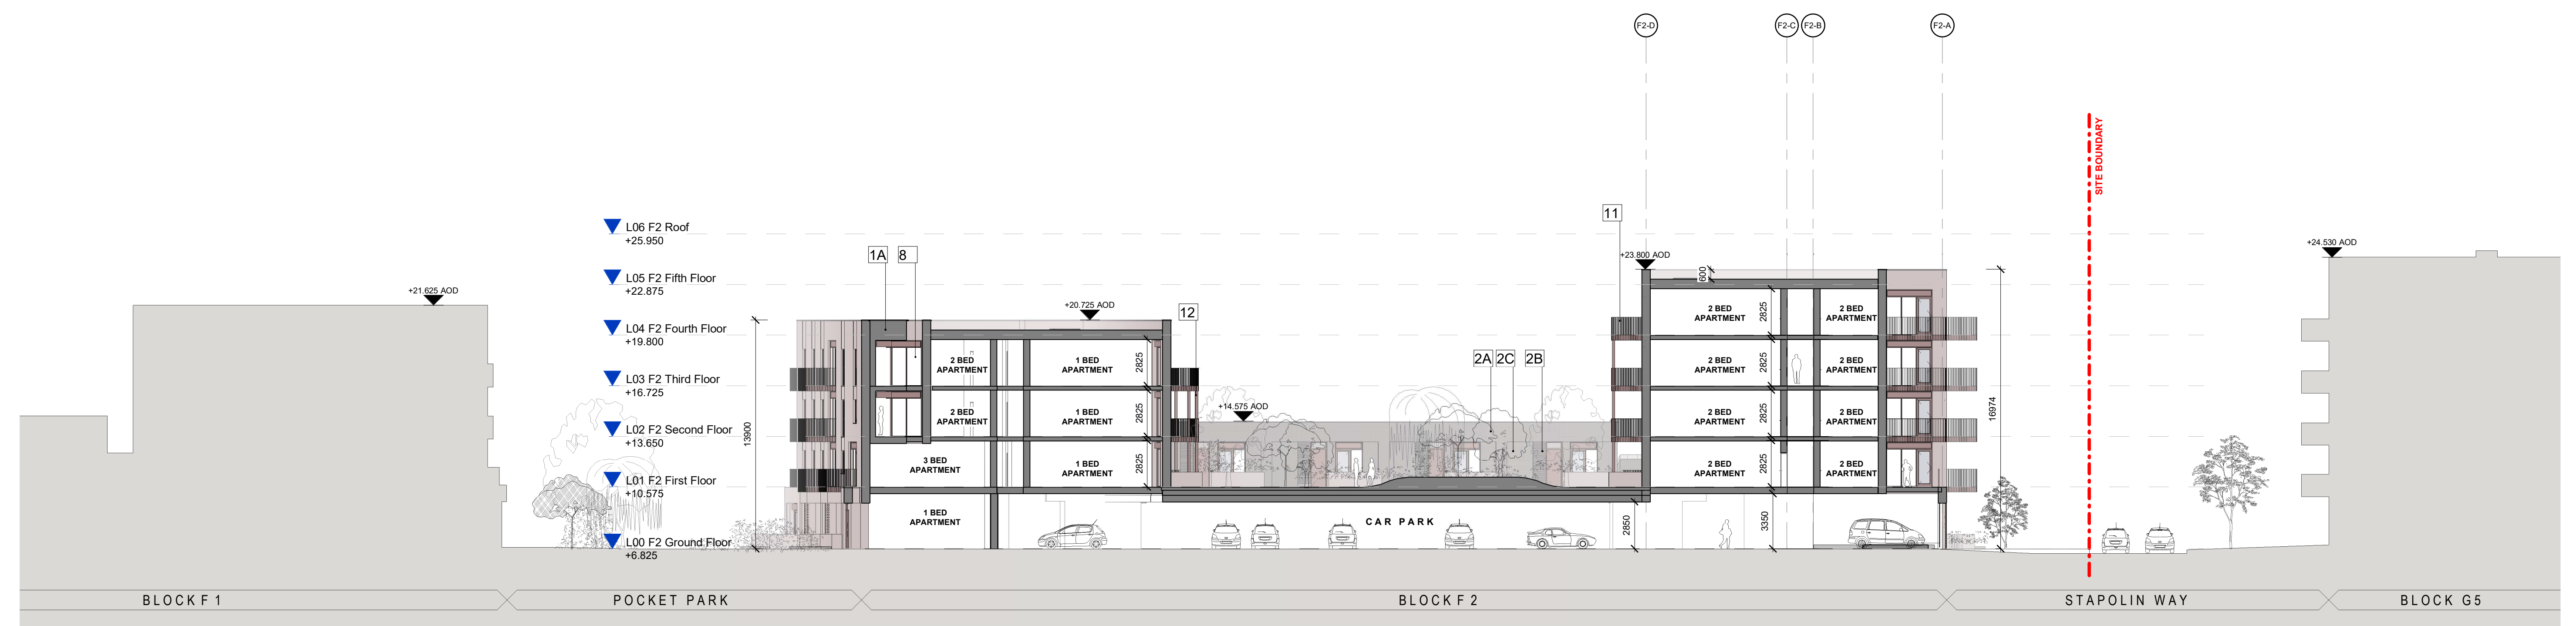 F2-D
F2-C
F2-B
F2-A
SITE BOUNDARY
L06 F2 Roof
+25.950
L05 F2 Fifth Floor
+22.875
L04 F2 Fourth Floor
+19.800
L03 F2 Third Floor
+16.725
L02 F2 Second Floor
+13.650
L01 F2 First Floor
+10.575
L00 F2 Ground Floor
+6.825
+21.625 AOD
13900
1A
8
+20.725 AOD
12
2 BED
APARTMENT
1 BED
APARTMENT
2825
2 BED
APARTMENT
1 BED
APARTMENT
2825
3 BED
APARTMENT
1 BED
APARTMENT
2825
1 BED
APARTMENT
+14.575 AOD
2A
2C
2B
CAR PARK
11
+23.800 AOD
600
2 BED
APARTMENT
2825
2 BED
APARTMENT
2 BED
APARTMENT
2825
2 BED
APARTMENT
2 BED
APARTMENT
2825
2 BED
APARTMENT
2 BED
APARTMENT
2825
2 BED
APARTMENT
2850
3350
16974
+24.530 AOD
BLOCK F 1
POCKET PARK
BLOCK F 2
STAPOLIN WAY
BLOCK G5